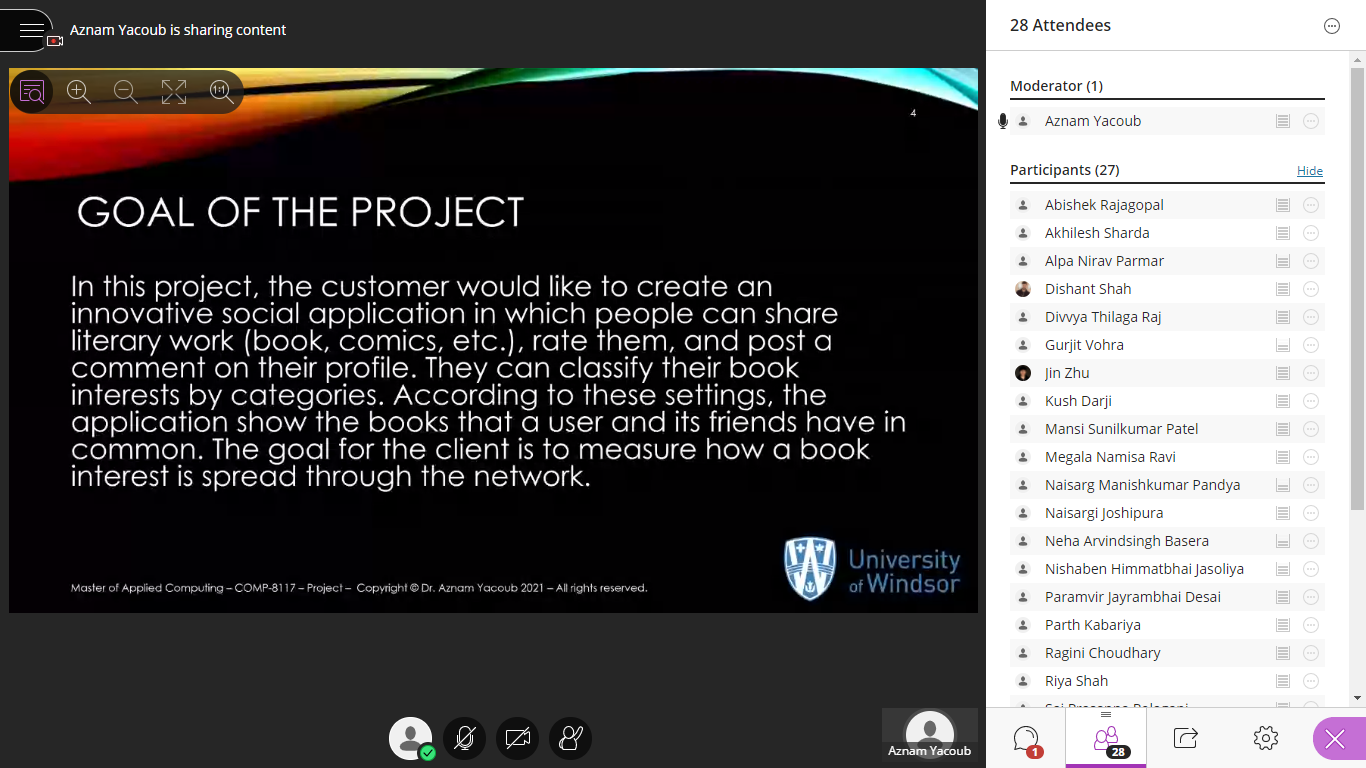 Aznam Yacoub is sharing content
1:1
4
GOAL OF THE PROJECT
In this project, the customer would like to create an
innovative social application in which people can share
literary work (book, comics, etc.), rate them, and post a
comment on their profile. They can classify their book
interests by categories. According to these settings, the
application show the books that a user and its friends have in
common. The goal for the client is to measure how a book
interest is spread through the network.
University
of Windsor
Master of Applied Computing – COMP-8117 – Project – Copyright © Dr. Aznam Yacoub 2021 – All rights reserved.
Aznam Yacoub
28 Attendees
Moderator (1)
Aznam Yacoub
Participants (27)
Hide
Abishek Rajagopal
Akhilesh Sharda
Alpa Nirav Parmar
Dishant Shah
Divvya Thilaga Raj
Gurjit Vohra
Jin Zhu
Kush Darji
Mansi Sunilkumar Patel
Megala Namisa Ravi
Naisarg Manishkumar Pandya
Naisargi Joshipura
Neha Arvindsingh Basera
Nishaben Himmatbhai Jasoliya
Paramvir Jayrambhai Desai
Parth Kabariya
Ragini Choudhary
Riya Shah
1
28